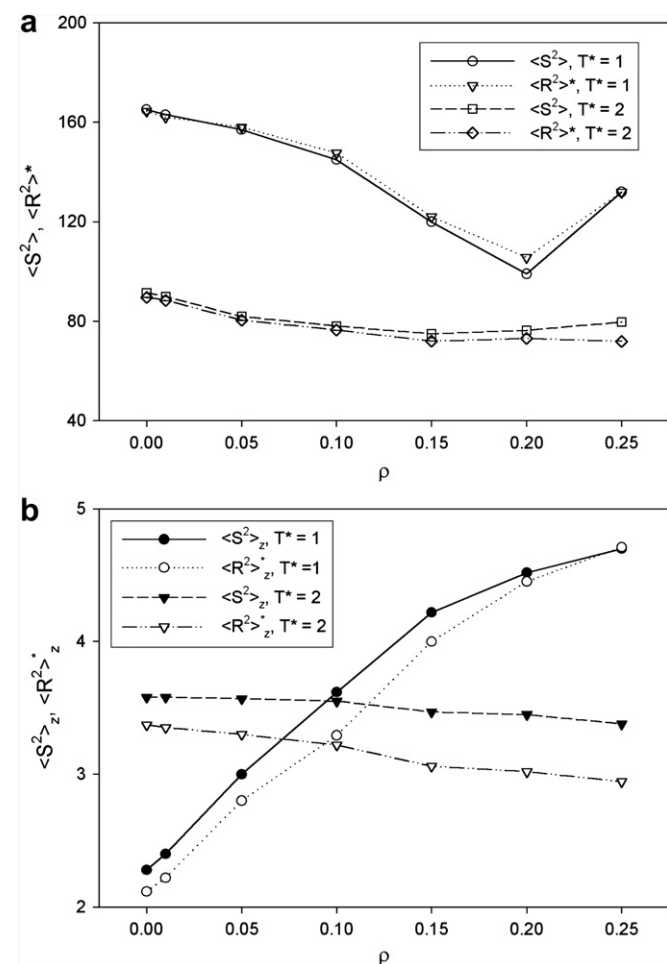 a
200
160
120
80
40
<S²>, <R²>*
<S²>, T* = 1
<R²>*, T* = 1
<S²>, T* = 2
<R²>*, T* = 2
0.00 0.05 0.10 0.15 0.20 0.25
ρ
b
5
4
3
2
<S²>z, <R²>*z
<S²>z, T* = 1
<R²>*z, T* =1
<S²>z, T* = 2
<R²>*z, T* = 2
0.00 0.05 0.10 0.15 0.20 0.25
ρ